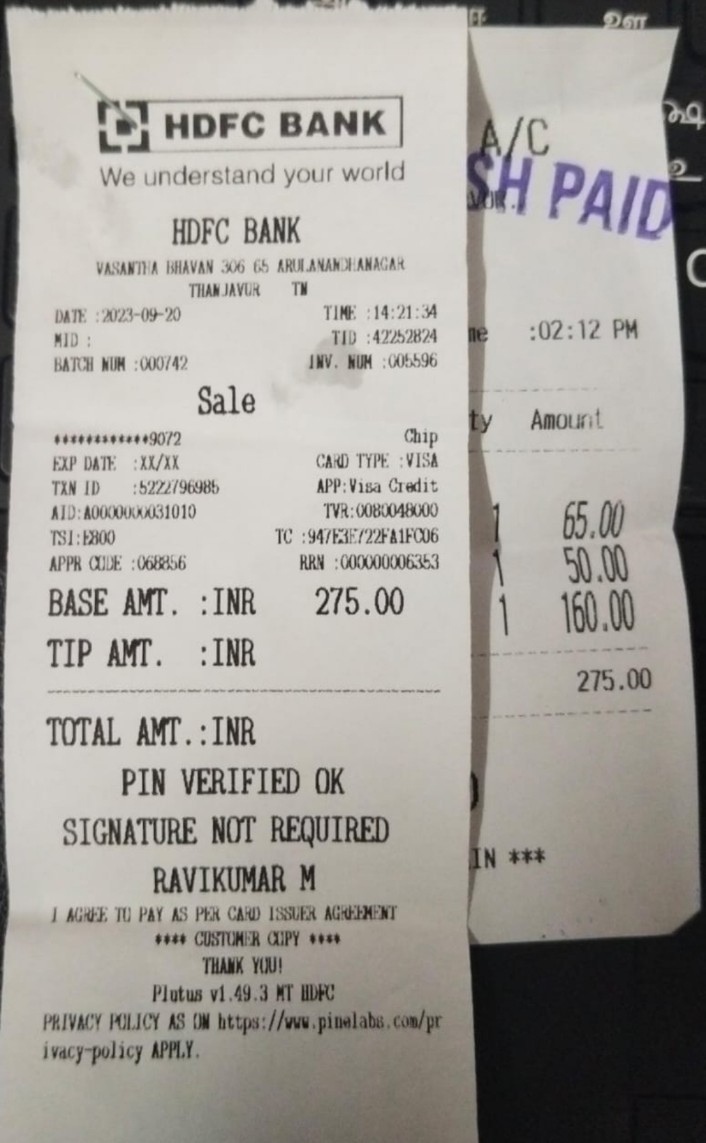 HDFC BANK
We understand your world
HDFC BANK
VASANTHA BHAVAN 306 65 ARULANANDHANAGAR
THANJAVUR TN
DATE :2023-09-20 TIME :14:21:34
MID : TID :42252824
BATCH NUM :000742 INV. NUM :005596
Sale
************9072 Chip
EXP DATE :XX/XX CARD TYPE :VISA
TXN ID :5222796985 APP:Visa Credit
AID:A0000000031010 TVR:0080048000
TSI:E800 TC :947E3E722FA1FC06
APPR CODE :068856 RRN :000000006353
BASE AMT. :INR 275.00
TIP AMT. :INR
TOTAL AMT.:INR
PIN VERIFIED OK
SIGNATURE NOT REQUIRED
RAVIKUMAR M
I AGREE TO PAY AS PER CARD ISSUER AGREEMENT
**** CUSTOMER COPY ****
THANK YOU!
Plutus v1.49.3 MT HDFC
PRIVACY POLICY AS ON https://www.pinelabs.com/pr
ivacy-policy APPLY.
A/C
SH PAID
me :02:12 PM
ty Amount
1 65.00
1 50.00
1 160.00
275.00
IN ***